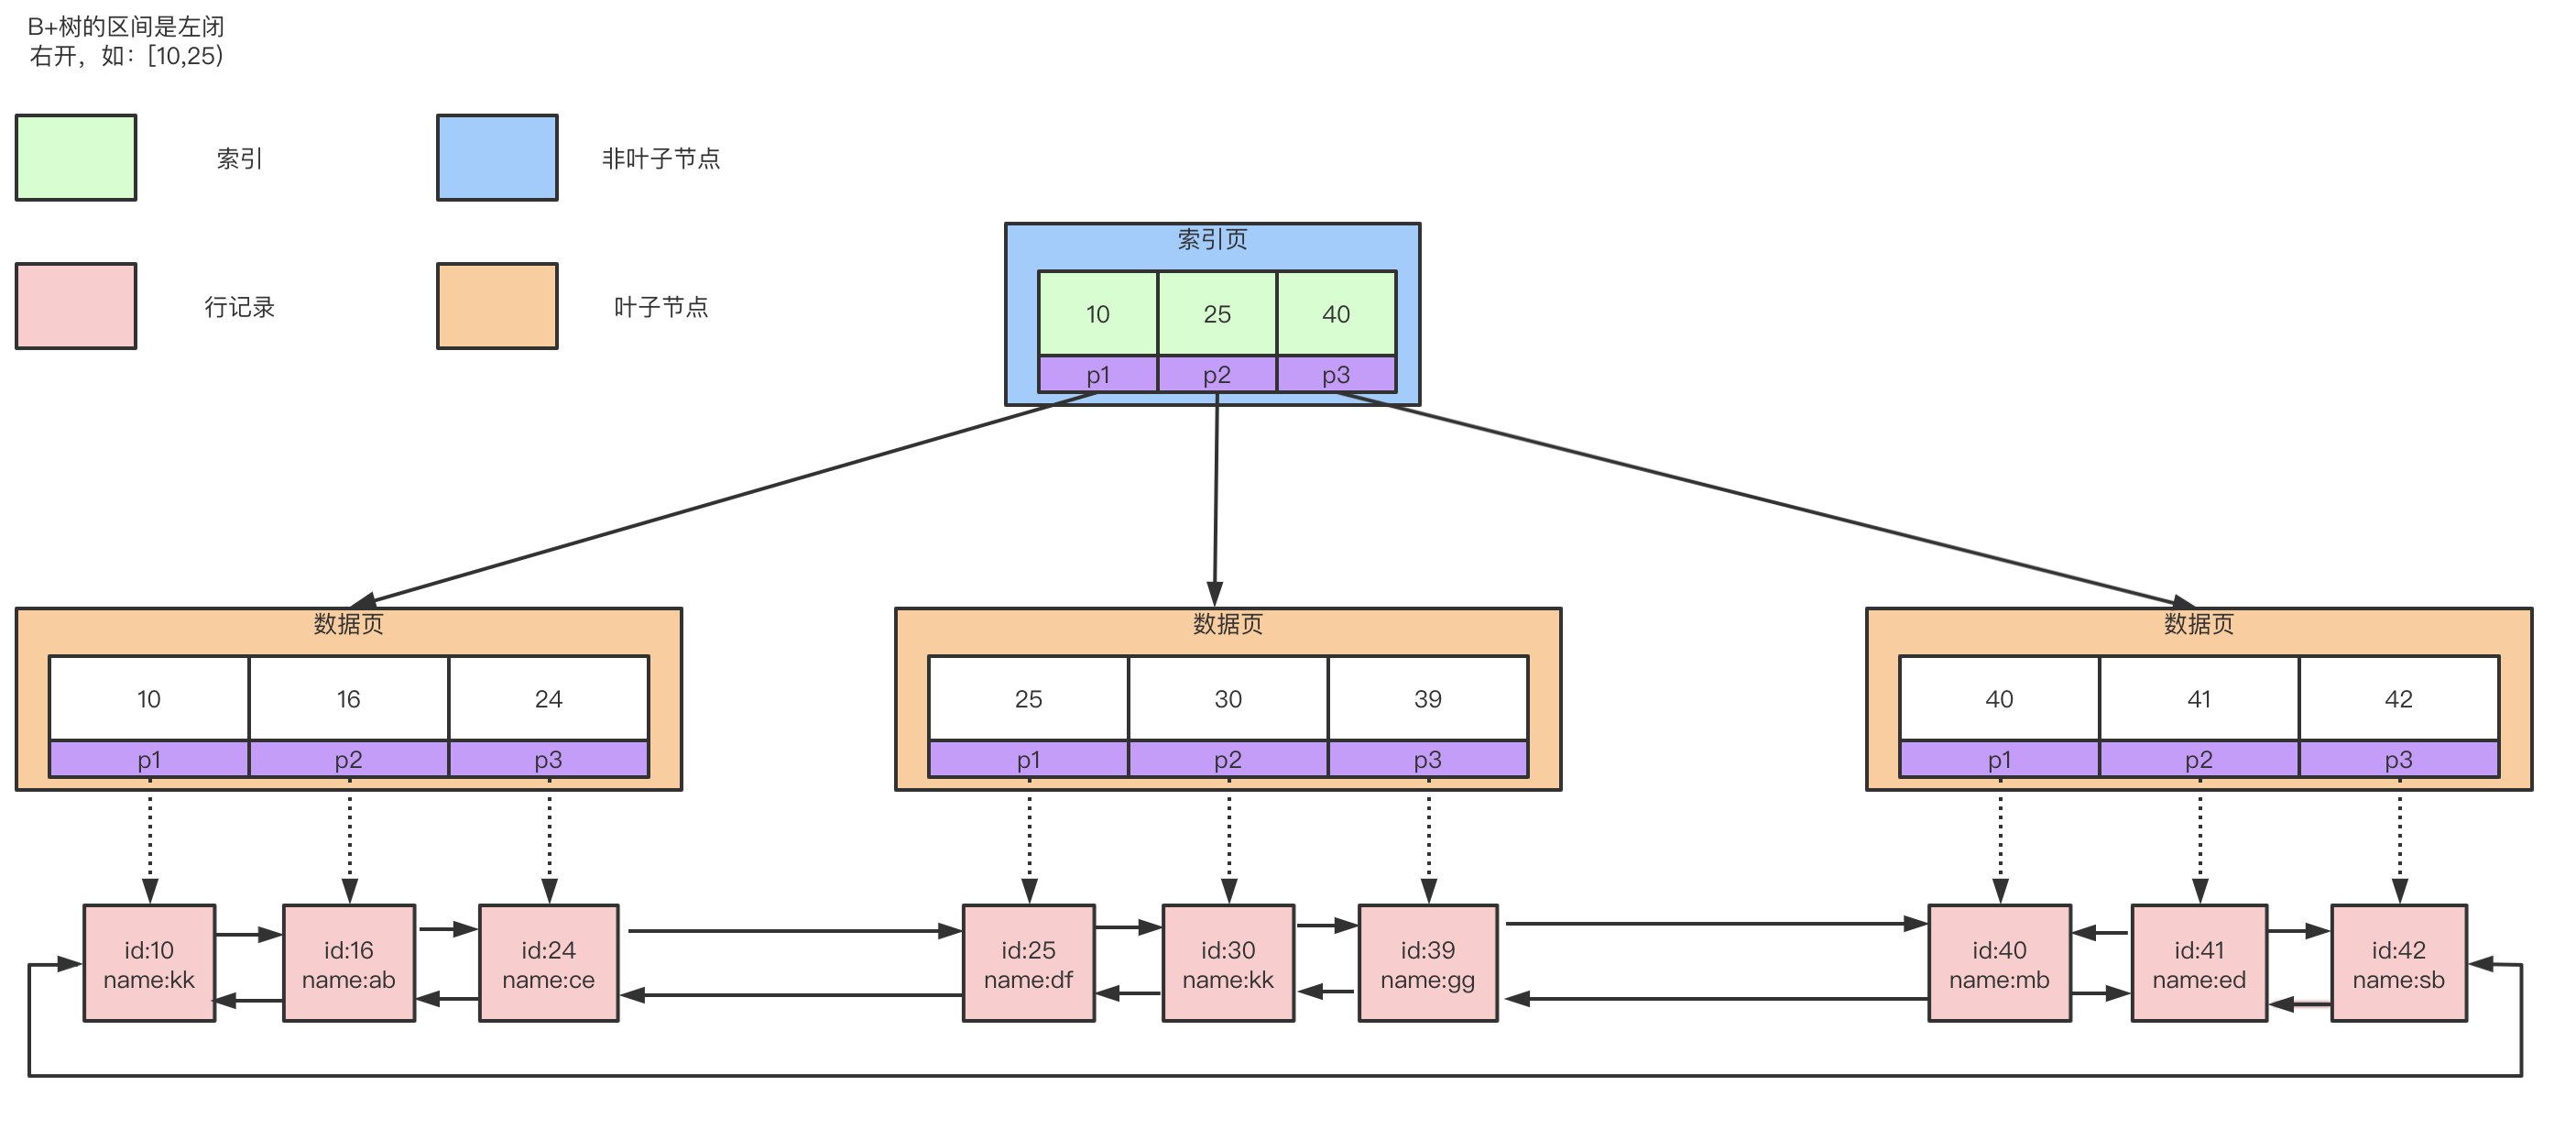 B+树的区间是左闭
右开，如：[10,25)
索引
非叶子节点
行记录
叶子节点
索引页
10 25 40
p1 p2 p3
数据页
10 16 24
p1 p2 p3
数据页
25 30 39
p1 p2 p3
数据页
40 41 42
p1 p2 p3
id:10
name:kk
id:16
name:ab
id:24
name:ce
id:25
name:df
id:30
name:kk
id:39
name:gg
id:40
name:mb
id:41
name:ed
id:42
name:sb